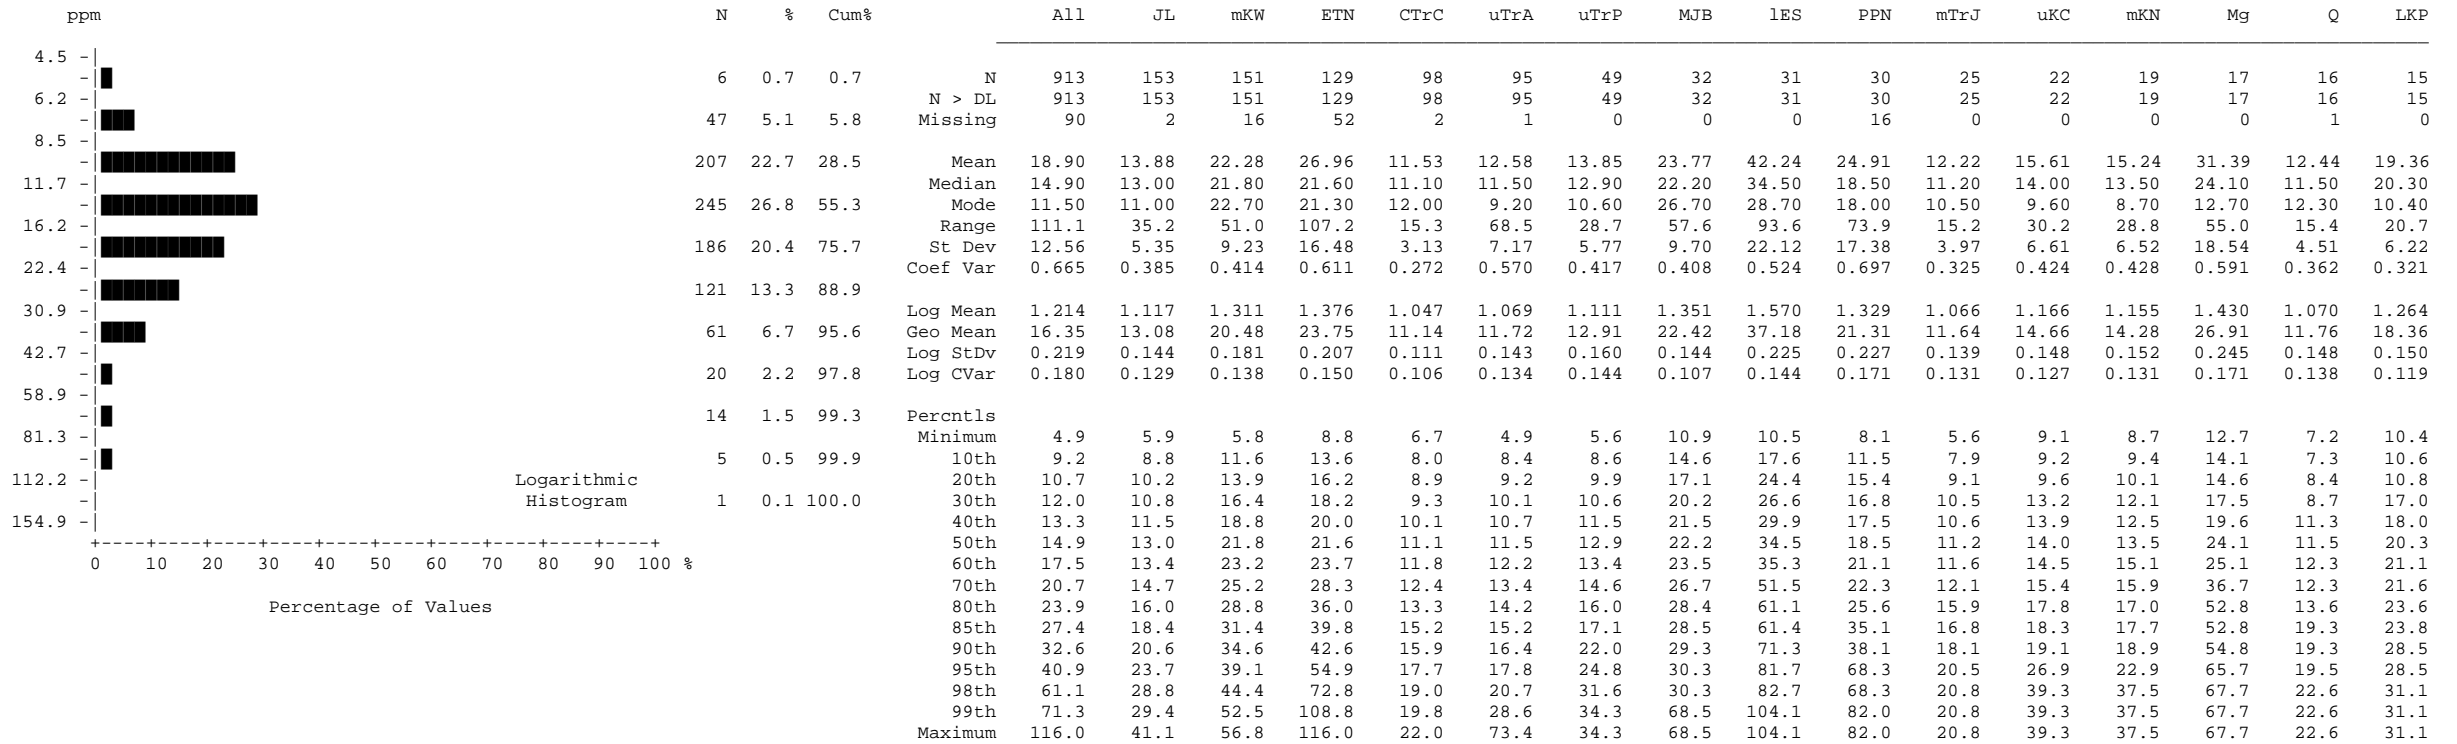 ppm N % Cum% All JL mKW ETN CTrC uTrA uTrP MJB lES PPN mTrJ uKC mKN Mg Q LKP
4.5
6 0.7 0.7 N 913 153 151 129 98 95 49 32 31 30 25 22 19 17 16 15
6.2 N > DL 913 153 151 129 98 95 49 32 31 30 25 22 19 17 16 15
47 5.1 5.8 Missing 90 2 16 52 2 1 0 0 0 16 0 0 0 0 1 0
8.5
207 22.7 28.5 Mean 18.90 13.88 22.28 26.96 11.53 12.58 13.85 23.77 42.24 24.91 12.22 15.61 15.24 31.39 12.44 19.36
11.7 Median 14.90 13.00 21.80 21.60 11.10 11.50 12.90 22.20 34.50 18.50 11.20 14.00 13.50 24.10 11.50 20.30
245 26.8 55.3 Mode 11.50 11.00 22.70 21.30 12.00 9.20 10.60 26.70 28.70 18.00 10.50 9.60 8.70 12.70 12.30 10.40
16.2 Range 111.1 35.2 51.0 107.2 15.3 68.5 28.7 57.6 93.6 73.9 15.2 30.2 28.8 55.0 15.4 20.7
186 20.4 75.7 St Dev 12.56 5.35 9.23 16.48 3.13 7.17 5.77 9.70 22.12 17.38 3.97 6.61 6.52 18.54 4.51 6.22
22.4 Coef Var 0.665 0.385 0.414 0.611 0.272 0.570 0.417 0.408 0.524 0.697 0.325 0.424 0.428 0.591 0.362 0.321
121 13.3 88.9
30.9 Log Mean 1.214 1.117 1.311 1.376 1.047 1.069 1.111 1.351 1.570 1.329 1.066 1.166 1.155 1.430 1.070 1.264
61 6.7 95.6 Geo Mean 16.35 13.08 20.48 23.75 11.14 11.72 12.91 22.42 37.18 21.31 11.64 14.66 14.28 26.91 11.76 18.36
42.7 Log StDv 0.219 0.144 0.181 0.207 0.111 0.143 0.160 0.144 0.225 0.227 0.139 0.148 0.152 0.245 0.148 0.150
20 2.2 97.8 Log CVar 0.180 0.129 0.138 0.150 0.106 0.134 0.144 0.107 0.144 0.171 0.131 0.127 0.131 0.171 0.138 0.119
58.9
14 1.5 99.3 Percntls
81.3 Minimum 4.9 5.9 5.8 8.8 6.7 4.9 5.6 10.9 10.5 8.1 5.6 9.1 8.7 12.7 7.2 10.4
5 0.5 99.9 10th 9.2 8.8 11.6 13.6 8.0 8.4 8.6 14.6 17.6 11.5 7.9 9.2 9.4 14.1 7.3 10.6
112.2 Logarithmic 20th 10.7 10.2 13.9 16.2 8.9 9.2 9.9 17.1 24.4 15.4 9.1 9.6 10.1 14.6 8.4 10.8
Histogram 1 0.1 100.0 30th 12.0 10.8 16.4 18.2 9.3 10.1 10.6 20.2 26.6 16.8 10.5 13.2 12.1 17.5 8.7 17.0
154.9 40th 13.3 11.5 18.8 20.0 10.1 10.7 11.5 21.5 29.9 17.5 10.6 13.9 12.5 19.6 11.3 18.0
50th 14.9 13.0 21.8 21.6 11.1 11.5 12.9 22.2 34.5 18.5 11.2 14.0 13.5 24.1 11.5 20.3
0 10 20 30 40 50 60 70 80 90 100 % 60th 17.5 13.4 23.2 23.7 11.8 12.2 13.4 23.5 35.3 21.1 11.6 14.5 15.1 25.1 12.3 21.1
70th 20.7 14.7 25.2 28.3 12.4 13.4 14.6 26.7 51.5 22.3 12.1 15.4 15.9 36.7 12.3 21.6
Percentage of Values 80th 23.9 16.0 28.8 36.0 13.3 14.2 16.0 28.4 61.1 25.6 15.9 17.8 17.0 52.8 13.6 23.6
85th 27.4 18.4 31.4 39.8 15.2 15.2 17.1 28.5 61.4 35.1 16.8 18.3 17.7 52.8 19.3 23.8
90th 32.6 20.6 34.6 42.6 15.9 16.4 22.0 29.3 71.3 38.1 18.1 19.1 18.9 54.8 19.3 28.5
95th 40.9 23.7 39.1 54.9 17.7 17.8 24.8 30.3 81.7 68.3 20.5 26.9 22.9 65.7 19.5 28.5
98th 61.1 28.8 44.4 72.8 19.0 20.7 31.6 30.3 82.7 68.3 20.8 39.3 37.5 67.7 22.6 31.1
99th 71.3 29.4 52.5 108.8 19.8 28.6 34.3 68.5 104.1 82.0 20.8 39.3 37.5 67.7 22.6 31.1
Maximum 116.0 41.1 56.8 116.0 22.0 73.4 34.3 68.5 104.1 82.0 20.8 39.3 37.5 67.7 22.6 31.1